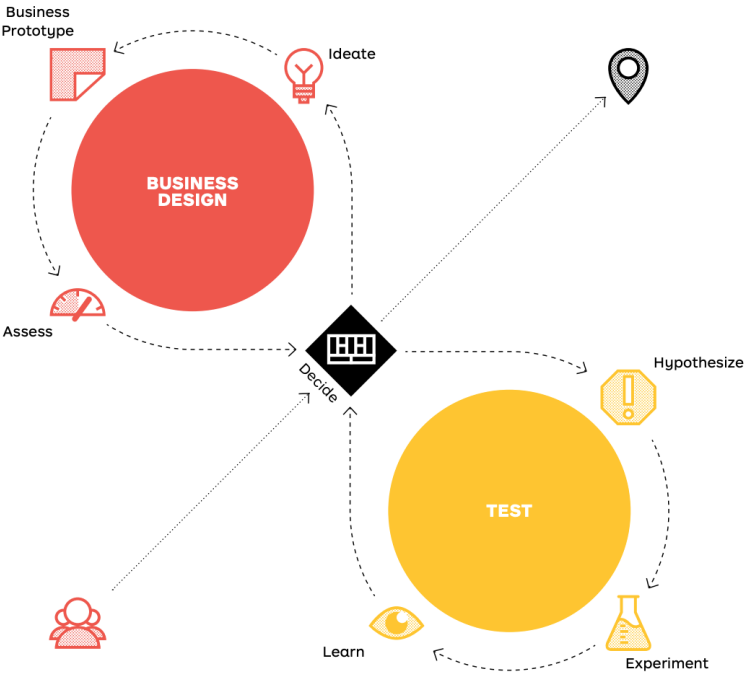 Business
Prototype
Ideate
BUSINESS
DESIGN
Assess
Decide
Hypothesize
TEST
Learn
Experiment